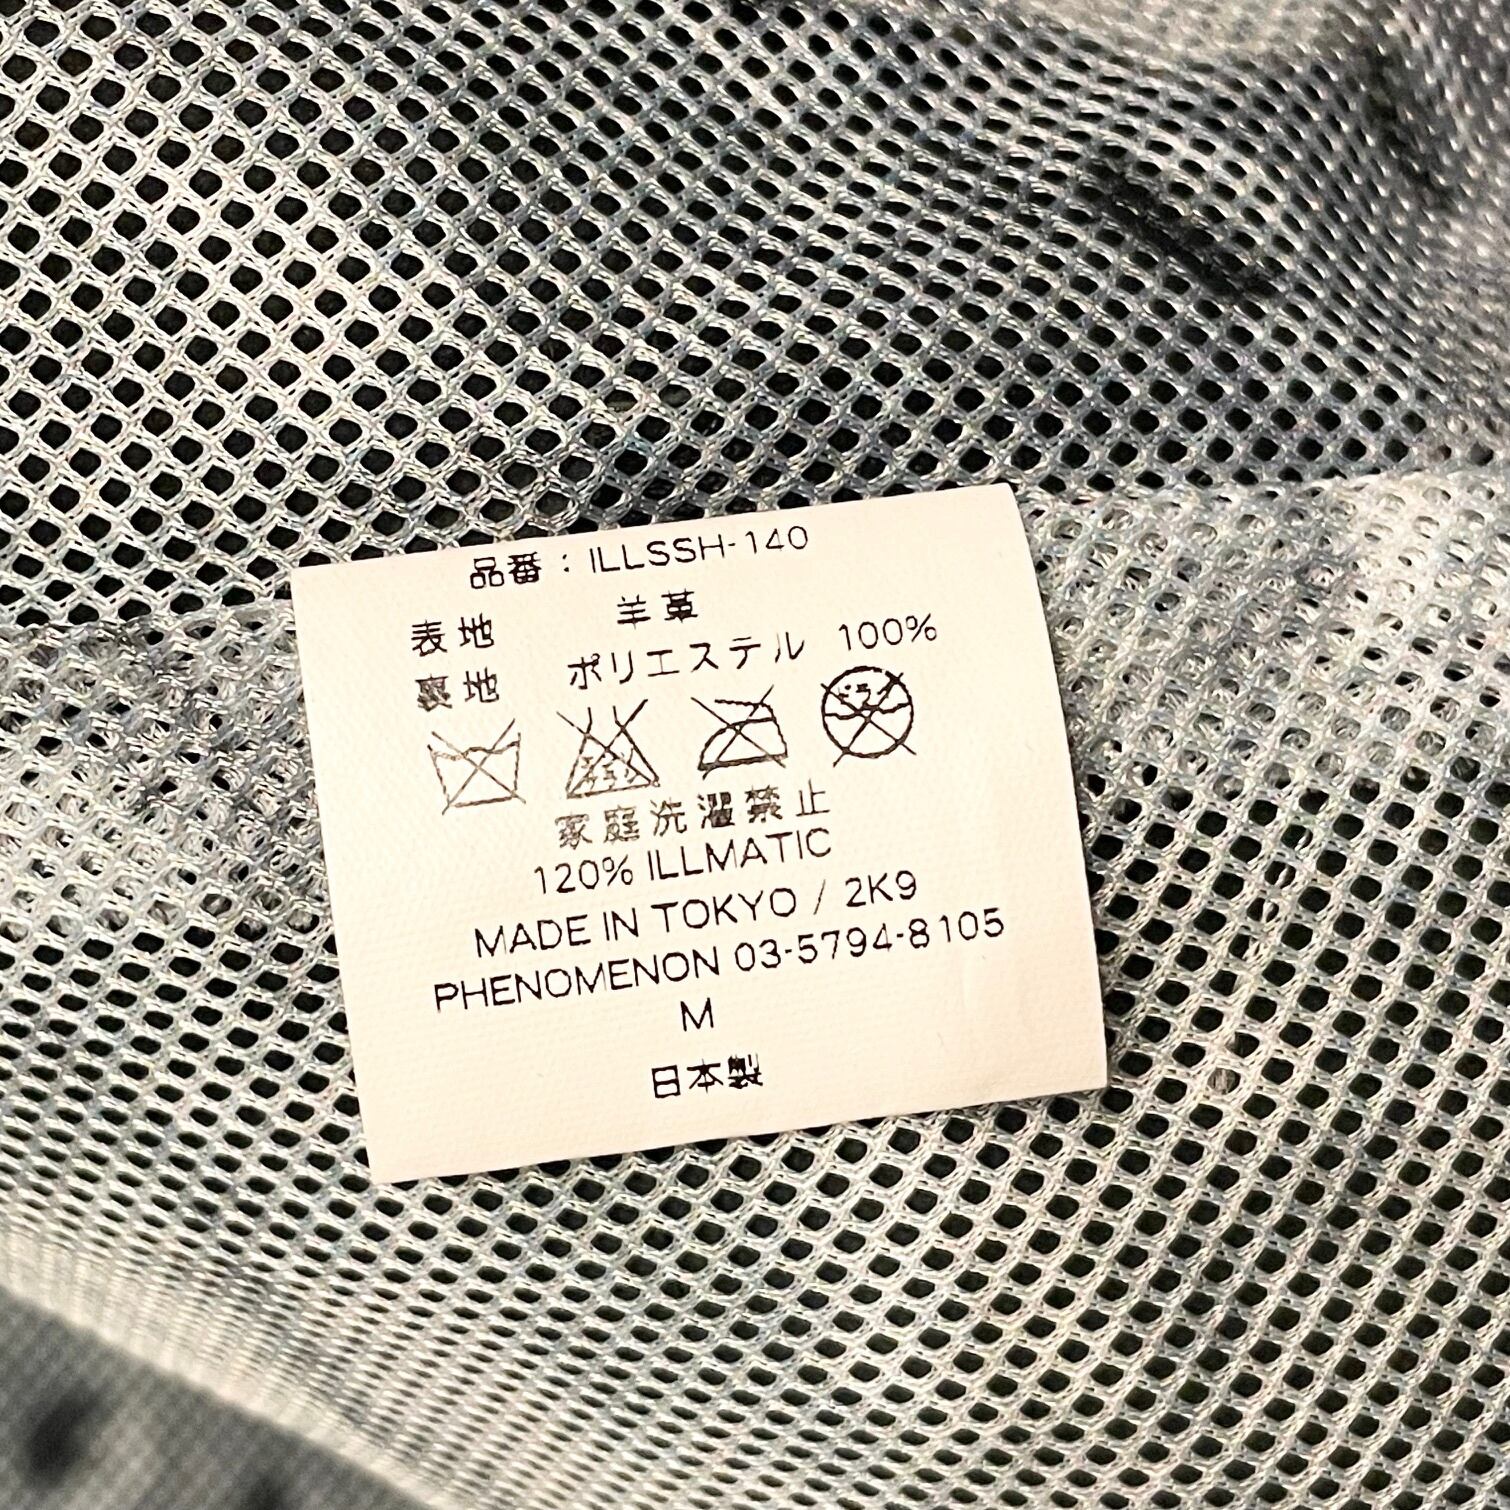 品番：ILLSSH-140
表地 羊革
裏地 ポリエステル 100%
家庭洗濯禁止
120% ILLMATIC
MADE IN TOKYO / 2K9
PHENOMENON 03-5794-8105
M
日本製